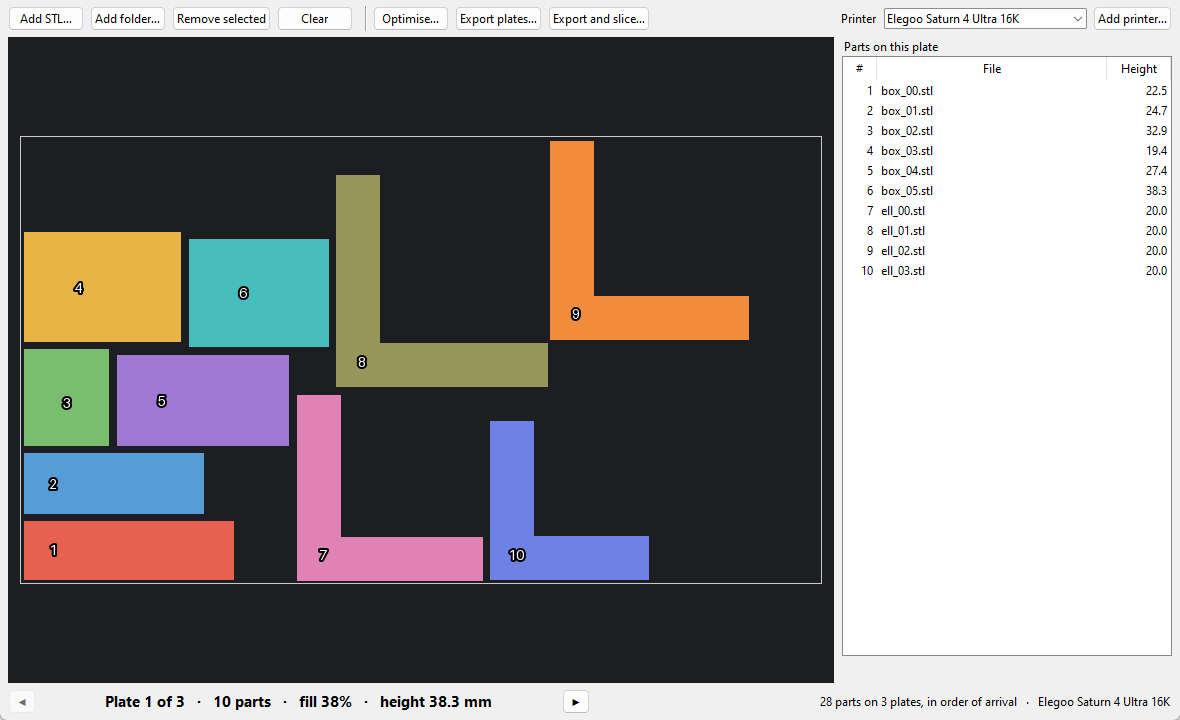 Add STL... Add folder... Remove selected Clear Optimise... Export plates... Export and slice... Printer Elegoo Saturn 4 Ultra 16K Add printer...
Parts on this plate
# File Height
1 box_00.stl 22.5
2 box_01.stl 24.7
3 box_02.stl 32.9
4 box_03.stl 19.4
5 box_04.stl 27.4
6 box_05.stl 38.3
7 ell_00.stl 20.0
8 ell_01.stl 20.0
9 ell_02.stl 20.0
10 ell_03.stl 20.0
4
6
9
8
3
5
2
1
7
10
Plate 1 of 3 · 10 parts · fill 38% · height 38.3 mm
28 parts on 3 plates, in order of arrival · Elegoo Saturn 4 Ultra 16K